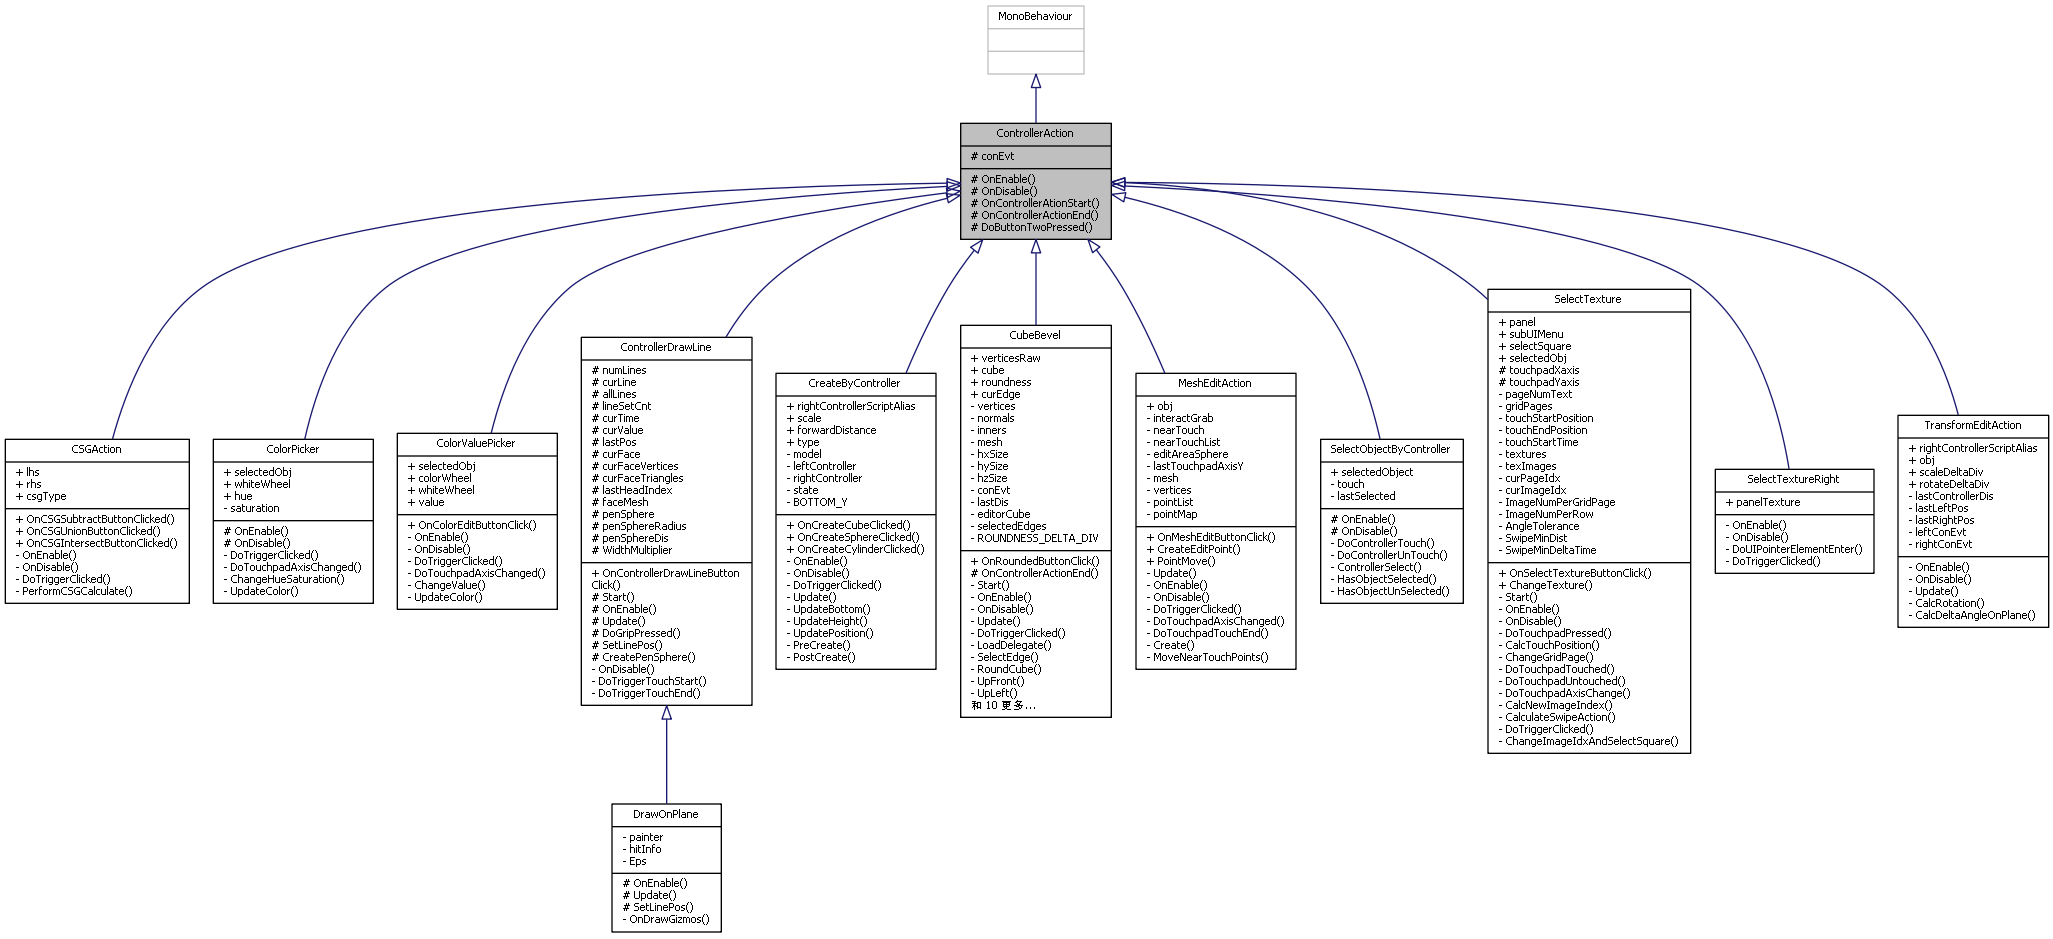 MonoBehaviour
ControllerAction
# conEvt
# OnEnable()
# OnDisable()
# OnControllerAtionStart()
# OnControllerActionEnd()
# DoButtonTwoPressed()
CSGAction
+ lhs
+ rhs
+ csgType
+ OnCSGSubtractButtonClicked()
+ OnCSGUnionButtonClicked()
+ OnCSGIntersectButtonClicked()
- OnEnable()
- OnDisable()
- DoTriggerClicked()
- PerformCSGCalculate()
ColorPicker
+ selectedObj
+ whiteWheel
+ hue
- saturation
# OnEnable()
# OnDisable()
- DoTriggerClicked()
- DoTouchpadAxisChanged()
- ChangeHueSaturation()
- UpdateColor()
ColorValuePicker
+ selectedObj
+ colorWheel
+ whiteWheel
+ value
+ OnColorEditButtonClick()
- OnEnable()
- OnDisable()
- DoTriggerClicked()
- DoTouchpadAxisChanged()
- ChangeValue()
- UpdateColor()
ControllerDrawLine
# numLines
# curLine
# allLines
# lineSetCnt
# curTime
# curValue
# lastPos
# curFace
# curFaceVertices
# curFaceTriangles
# lastHeadIndex
# faceMesh
# penSphere
# penSphereRadius
# penSphereDis
# WidthMultiplier
+ OnControllerDrawLineButton
Click()
# Start()
# OnEnable()
# Update()
# DoGripPressed()
# SetLinePos()
# CreatePenSphere()
- OnDisable()
- DoTriggerTouchStart()
- DoTriggerTouchEnd()
CreateByController
+ rightControllerScriptAlias
+ scale
+ forwardDistance
+ type
- model
- leftController
- rightController
- state
- BOTTOM_Y
+ OnCreateCubeClicked()
+ OnCreateSphereClicked()
+ OnCreateCylinderClicked()
- OnEnable()
- OnDisable()
- DoTriggerClicked()
- Update()
- UpdateBottom()
- UpdateHeight()
- UpdatePosition()
- PreCreate()
- PostCreate()
CubeBevel
+ verticesRaw
+ cube
+ roundness
+ curEdge
- vertices
- normals
- inners
- mesh
- hxSize
- hySize
- hzSize
- conEvt
- lastDis
- editorCube
- selectedEdges
- ROUNDNESS_DELTA_DIV
+ OnRoundedButtonClick()
# OnControllerActionEnd()
- Start()
- OnEnable()
- OnDisable()
- Update()
- DoTriggerClicked()
- LoadDelegate()
- SelectEdge()
- RoundCube()
- UpFront()
- UpLeft()
和 10 更多...
MeshEditAction
+ obj
- interactGrab
- nearTouch
- nearTouchList
- editAreaSphere
- lastTouchpadAxisY
- mesh
- vertices
- pointList
- pointMap
+ OnMeshEditButtonClick()
+ CreateEditPoint()
+ PointMove()
- Update()
- OnEnable()
- OnDisable()
- DoTriggerClicked()
- DoTouchpadAxisChanged()
- DoTouchpadTouchEnd()
- Create()
- MoveNearTouchPoints()
SelectObjectByController
+ selectedObject
- touch
- lastSelected
# OnEnable()
# OnDisable()
- DoControllerTouch()
- DoControllerUnTouch()
- ControllerSelect()
- HasObjectSelected()
- HasObjectUnSelected()
SelectTexture
+ panel
+ subUIMenu
+ selectSquare
+ selectedObj
# touchpadXaxis
# touchpadYaxis
- pageNumText
- gridPages
- touchStartPosition
- touchEndPosition
- touchStartTime
- textures
- texImages
- curPageIdx
- curImageIdx
- ImageNumPerGridPage
- ImageNumPerRow
- AngleTolerance
- SwipeMinDist
- SwipeMinDeltaTime
+ OnSelectTextureButtonClick()
+ ChangeTexture()
- Start()
- OnEnable()
- OnDisable()
- DoTouchpadPressed()
- CalcTouchPosition()
- ChangeGridPage()
- DoTouchpadTouched()
- DoTouchpadUntouched()
- DoTouchpadAxisChange()
- CalcNewImageIndex()
- CalculateSwipeAction()
- DoTriggerClicked()
- ChangeImageIdxAndSelectSquare()
SelectTextureRight
+ panelTexture
- OnEnable()
- OnDisable()
- DoUIPointerElementEnter()
- DoTriggerClicked()
TransformEditAction
+ rightControllerScriptAlias
+ obj
+ scaleDeltaDiv
+ rotateDeltaDiv
- lastControllerDis
- lastLeftPos
- lastRightPos
- leftConEvt
- rightConEvt
- OnEnable()
- OnDisable()
- Update()
- CalcRotation()
- CalcDeltaAngleOnPlane()
DrawOnPlane
- painter
- hitInfo
- Eps
# OnEnable()
# Update()
# SetLinePos()
- OnDrawGizmos()